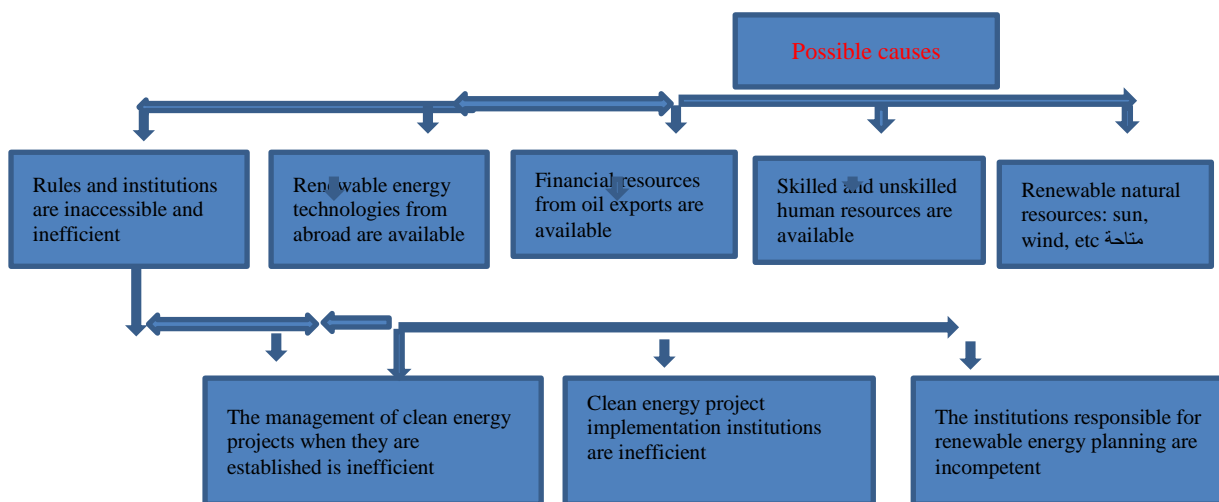 Possible causes
Rules and institutions
are inaccessible and
inefficient
Renewable energy
technologies from
abroad are available
Financial resources
from oil exports are
available
Skilled and unskilled
human resources are
available
Renewable natural
resources: sun,
wind, etc متاحة
The management of clean energy
projects when they are
established is inefficient
Clean energy project
implementation institutions
are inefficient
The institutions responsible for
renewable energy planning are
incompetent